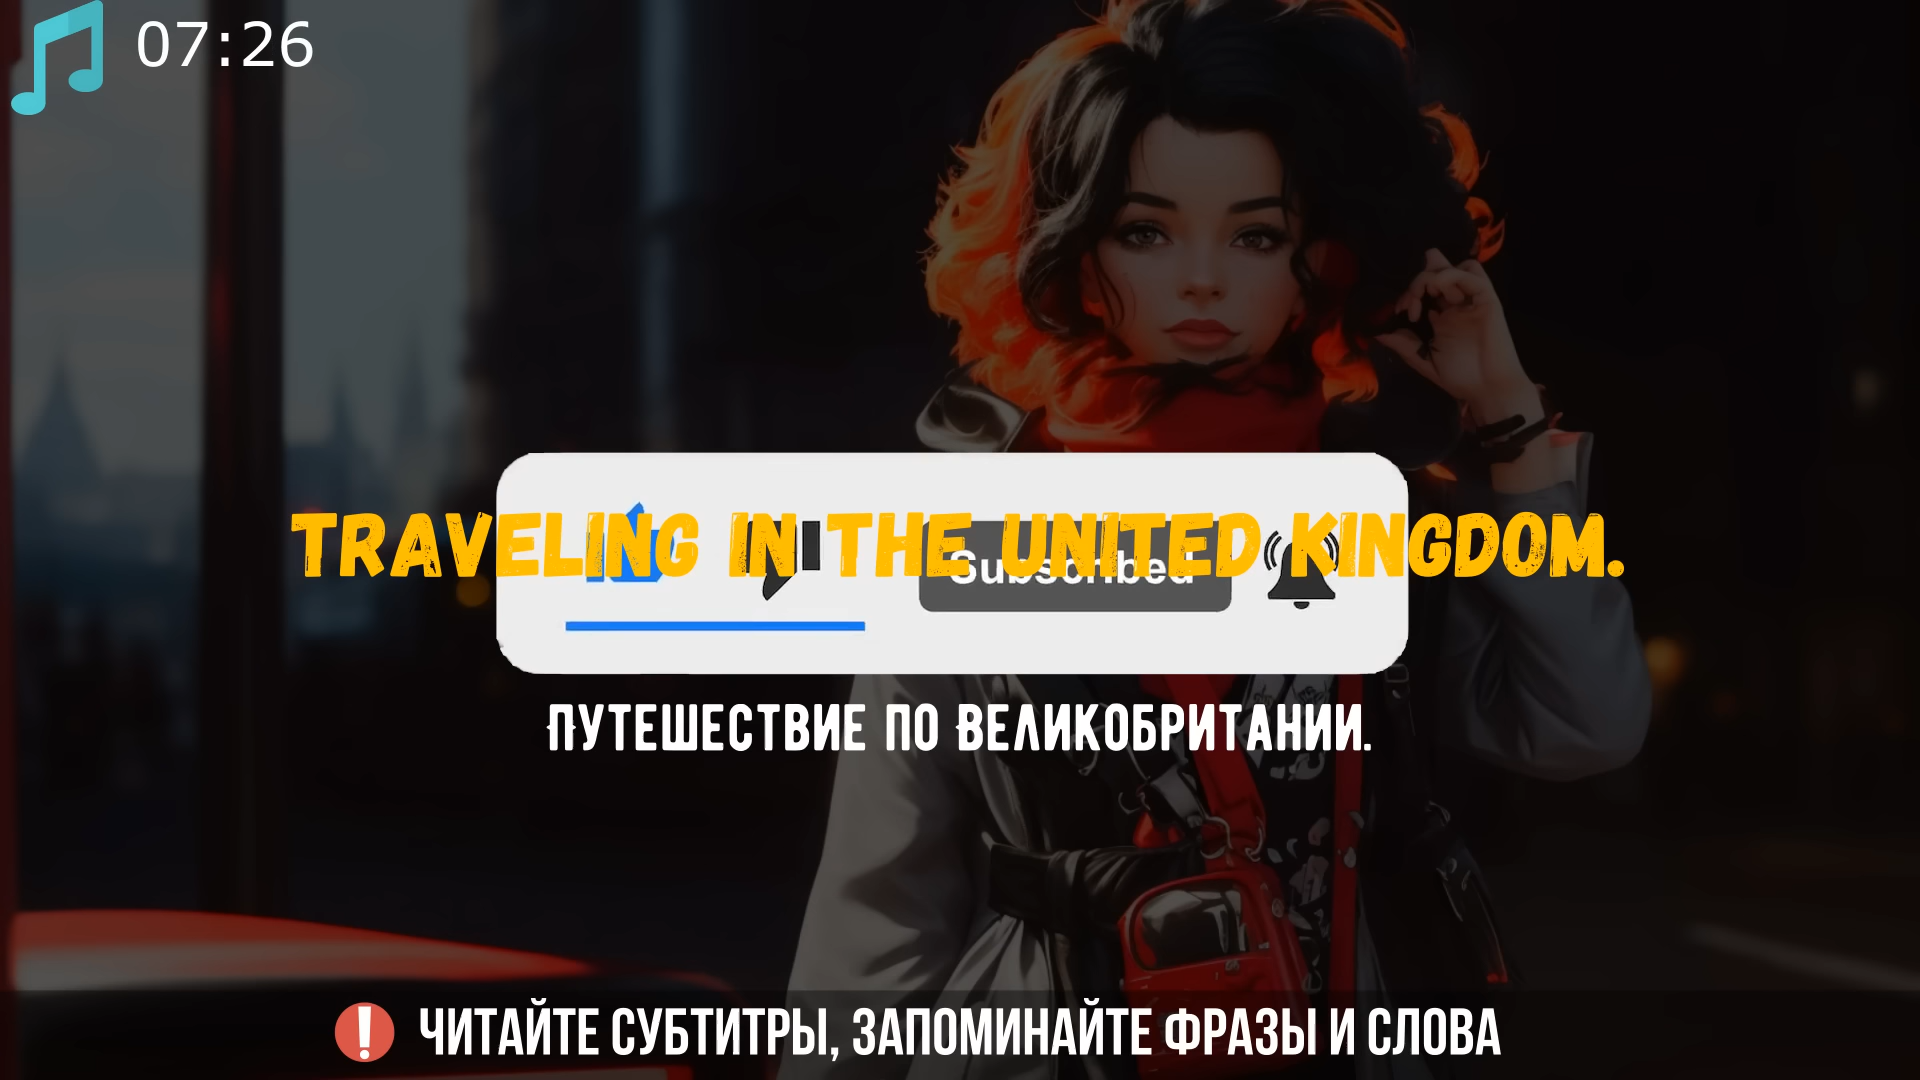 07:26
TRAVELING IN THE UNITED KINGDOM.
Subscribed
ПУТЕШЕСТВИЕ ПО ВЕЛИКОБРИТАНИИ.
ЧИТАЙТЕ СУБТИТРЫ, ЗАПОМИНАЙТЕ ФРАЗЫ И СЛОВА